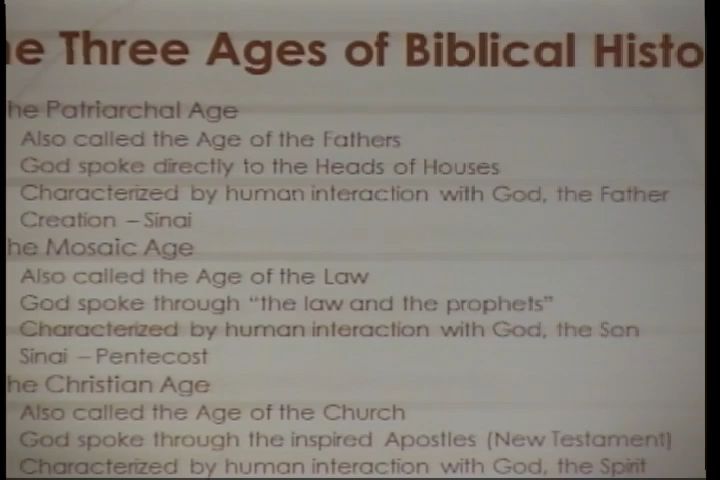 e Three Ages of Biblical Histo
he Patriarchal Age
Also called the Age of the Fathers
God spoke directly to the Heads of Houses
Characterized by human interaction with God, the Father
Creation – Sinai
he Mosaic Age
Also called the Age of the Law
God spoke through "the law and the prophets"
Characterized by human interaction with God, the Son
Sinai – Pentecost
he Christian Age
Also called the Age of the Church
God spoke through the inspired Apostles (New Testament)
Characterized by human interaction with God, the Spirit